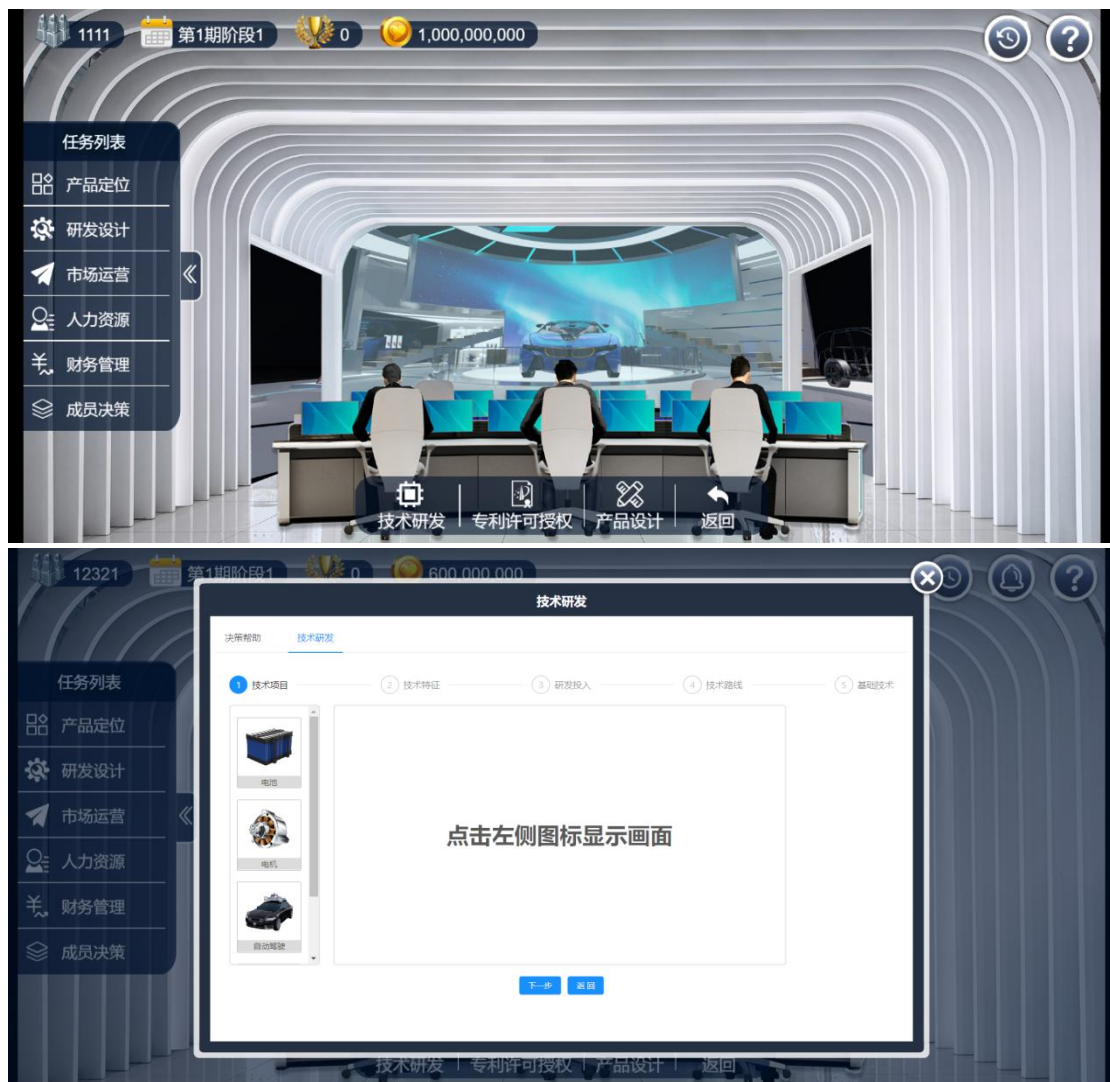 1111 第1期阶段1 0 1,000,000,000
任务列表
产品定位
研发设计
市场运营
人力资源
财务管理
成员决策
技术研发 专利许可授权 产品设计 返回
12321 第1期阶段1 0 600,000,000
技术研发
决策帮助 技术研发
1 技术项目 2 技术特征 3 研发投入 4 技术路线 5 基础技术
任务列表
产品定位
研发设计
市场运营
人力资源
财务管理
成员决策
电池
电机
自动驾驶
点击左侧图标显示画面
下一步 返回
技术研发 专利许可授权 产品设计 返回